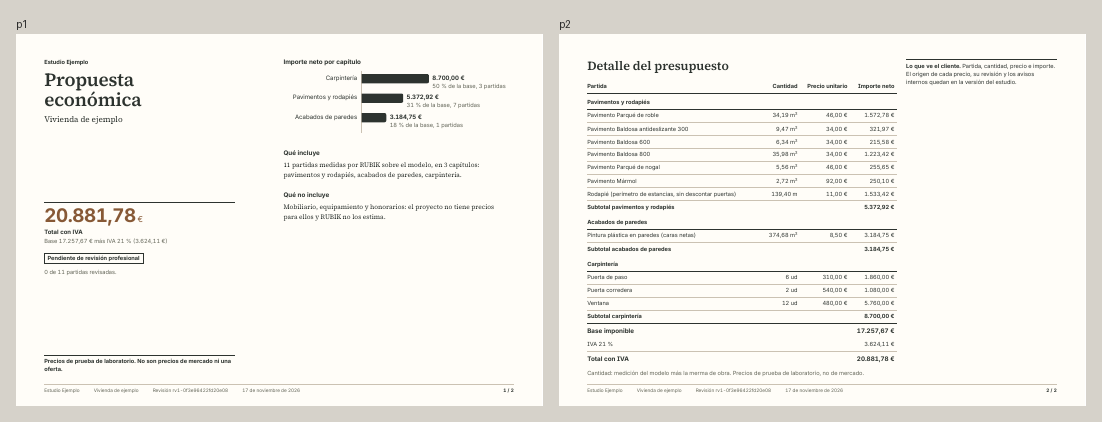 p1
Estudio Ejemplo
Propuesta
económica
Vivienda de ejemplo
20.881,78 €
Total con IVA
Base 17.257,67 € más IVA 21 % (3.624,11 €)
Pendiente de revisión profesional
0 de 11 partidas revisadas.
Precios de prueba de laboratorio. No son precios de mercado ni una
oferta.
Importe neto por capítulo
Carpintería 8.700,00 €
50 % de la base, 3 partidas
Pavimentos y rodapiés 5.372,92 €
31 % de la base, 7 partidas
Acabados de paredes 3.184,75 €
18 % de la base, 1 partidas
Qué incluye
11 partidas medidas por RUBIK sobre el modelo, en 3 capítulos:
pavimentos y rodapiés, acabados de paredes, carpintería.
Qué no incluye
Mobiliario, equipamiento y honorarios: el proyecto no tiene precios
para ellos y RUBIK no los estima.
Estudio Ejemplo Vivienda de ejemplo 17 de noviembre de 2026 1 / 2
p2
Detalle del presupuesto
Partida Cantidad Precio unitario Importe neto
Pavimentos y rodapiés
Pavimento Parqué de roble 34,19 m² 46,00 € 1.572,78 €
Pavimento Baldosa antideslizante 300 9,47 m² 34,00 € 321,97 €
Pavimento Baldosa 600 6,34 m² 34,00 € 215,58 €
Pavimento Baldosa 800 35,98 m² 34,00 € 1.223,42 €
Pavimento Parqué de nogal 5,56 m² 46,00 € 255,65 €
Pavimento Mármol 2,72 m² 92,00 € 250,10 €
Rodapié (perímetro de estancias, sin descontar puertas) 139,40 m 11,00 € 1.533,42 €
Subtotal pavimentos y rodapiés 5.372,92 €
Acabados de paredes
Pintura plástica en paredes (caras netas) 374,68 m² 8,50 € 3.184,75 €
Subtotal acabados de paredes 3.184,75 €
Carpintería
Puerta de paso 6 ud 310,00 € 1.860,00 €
Puerta corredera 2 ud 540,00 € 1.080,00 €
Ventana 12 ud 480,00 € 5.760,00 €
Subtotal carpintería 8.700,00 €
Base imponible 17.257,67 €
IVA 21 % 3.624,11 €
Total con IVA 20.881,78 €
Cantidad: medición del modelo más la merma de obra. Precios de prueba de laboratorio, no de mercado.
Lo que ve el cliente. Partida, cantidad, precio e importe.
El origen de cada precio, su revisión y los avisos
internos quedan en la versión del estudio.
Estudio Ejemplo Vivienda de ejemplo 17 de noviembre de 2026 2 / 2